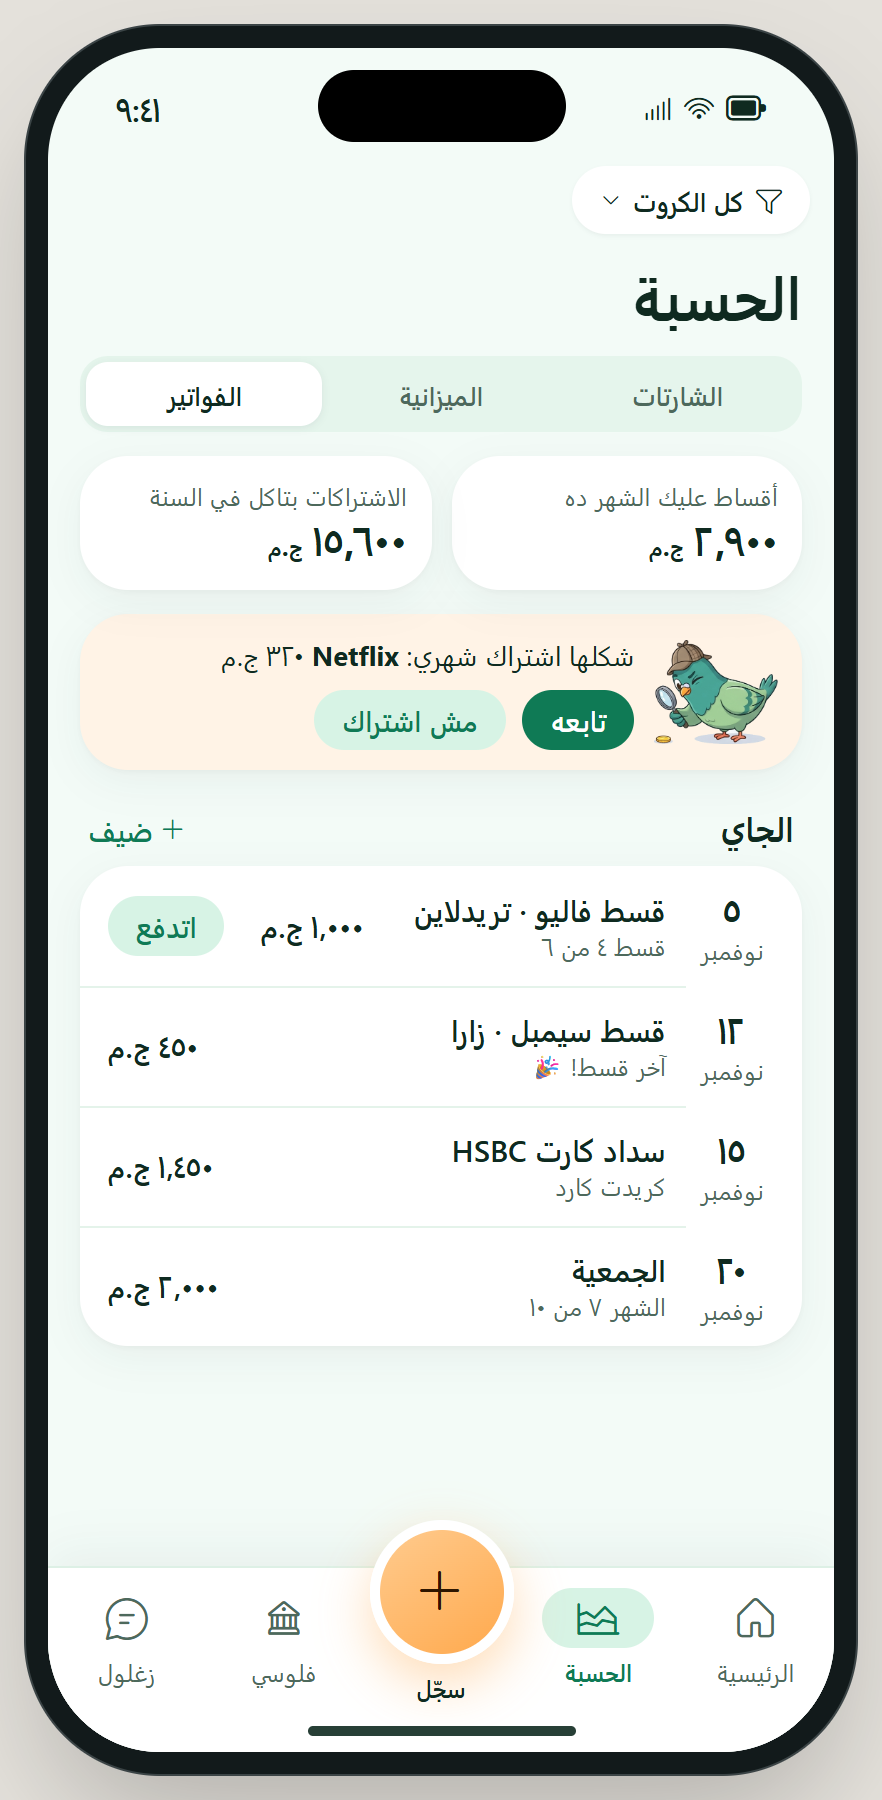 ٩:٤١
كل الكروت
الحسبة
الشارتات
الميزانية
الفواتير
أقساط عليك الشهر ده
٢,٩٠٠ ج.م
الاشتراكات بتاكل في السنة
١٥,٦٠٠ ج.م
شكلها اشتراك شهري: Netflix ٣٢٠ ج.م
تابعه
مش اشتراك
الجاي
+ ضيف
٥ نوفمبر
قسط فاليو · تريدلاين
قسط ٤ من ٦
١,٠٠٠ ج.م
اتدفع
١٢ نوفمبر
قسط سيمبل · زارا
آخر قسط! 🎉
٤٥٠ ج.م
١٥ نوفمبر
سداد كارت HSBC
كريدت كارد
١,٤٥٠ ج.م
٢٠ نوفمبر
الجمعية
الشهر ٧ من ١٠
٢,٠٠٠ ج.م
الرئيسية
الحسبة
سجّل
فلوسي
زغلول